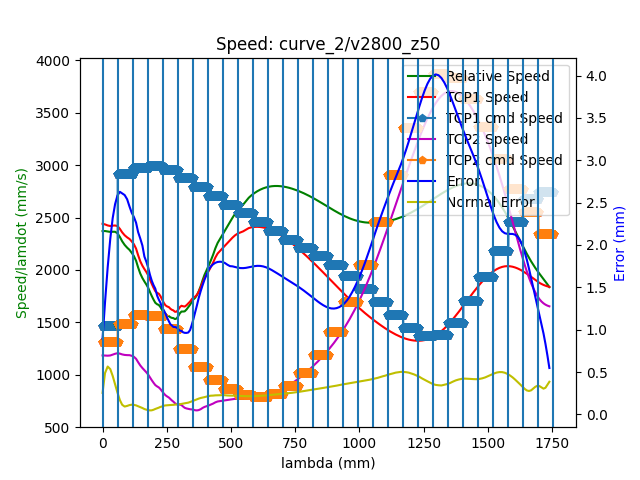 Speed: curve_2/v2800_z50
4000
3500
3000
2500
2000
1500
1000
500
Speed/lamdot (mm/s)
Relative Speed
TCP1 Speed
TCP1 cmd Speed
TCP2 Speed
TCP2 cmd Speed
Error
Normal Error
4.0
3.5
3.0
2.5
2.0
1.5
1.0
0.5
0.0
Error (mm)
0 250 500 750 1000 1250 1500 1750
lambda (mm)